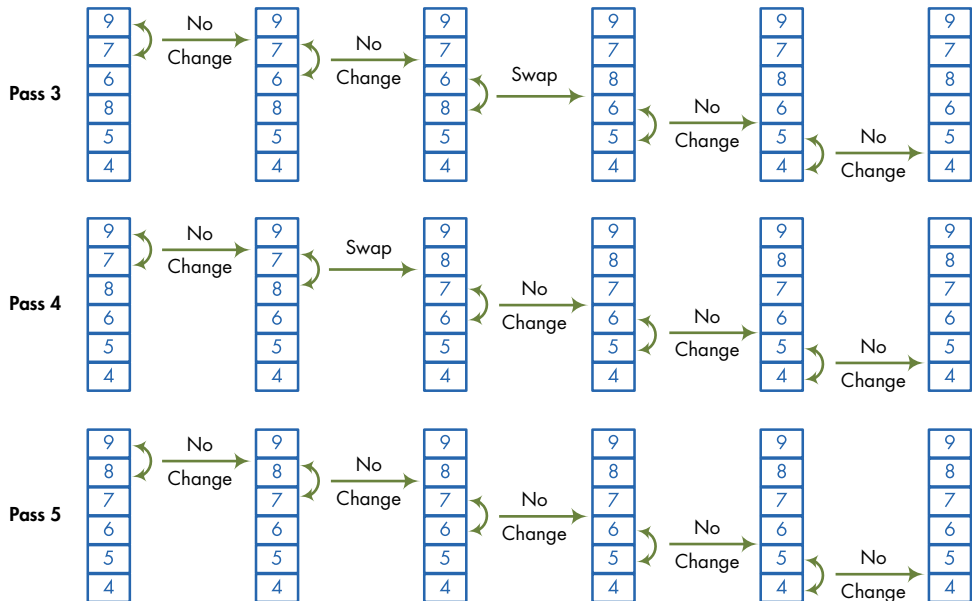 Pass 3
9 No Change 9 9 9 9 9
7 7 No Change 7 7 7 7
6 6 6 Swap 8 8 8
8 8 8 6 No Change 6 6
5 5 5 5 5 No Change 5
4 4 4 4 4 4
Pass 4
9 No Change 9 9 9 9 9
7 7 Swap 8 8 8 8
8 8 7 No Change 7 7 7
6 6 6 6 No Change 6 6
5 5 5 5 5 No Change 5
4 4 4 4 4 4
Pass 5
9 No Change 9 9 9 9 9
8 8 No Change 8 8 8 8
7 7 7 No Change 7 7 7
6 6 6 6 No Change 6 6
5 5 5 5 5 No Change 5
4 4 4 4 4 4